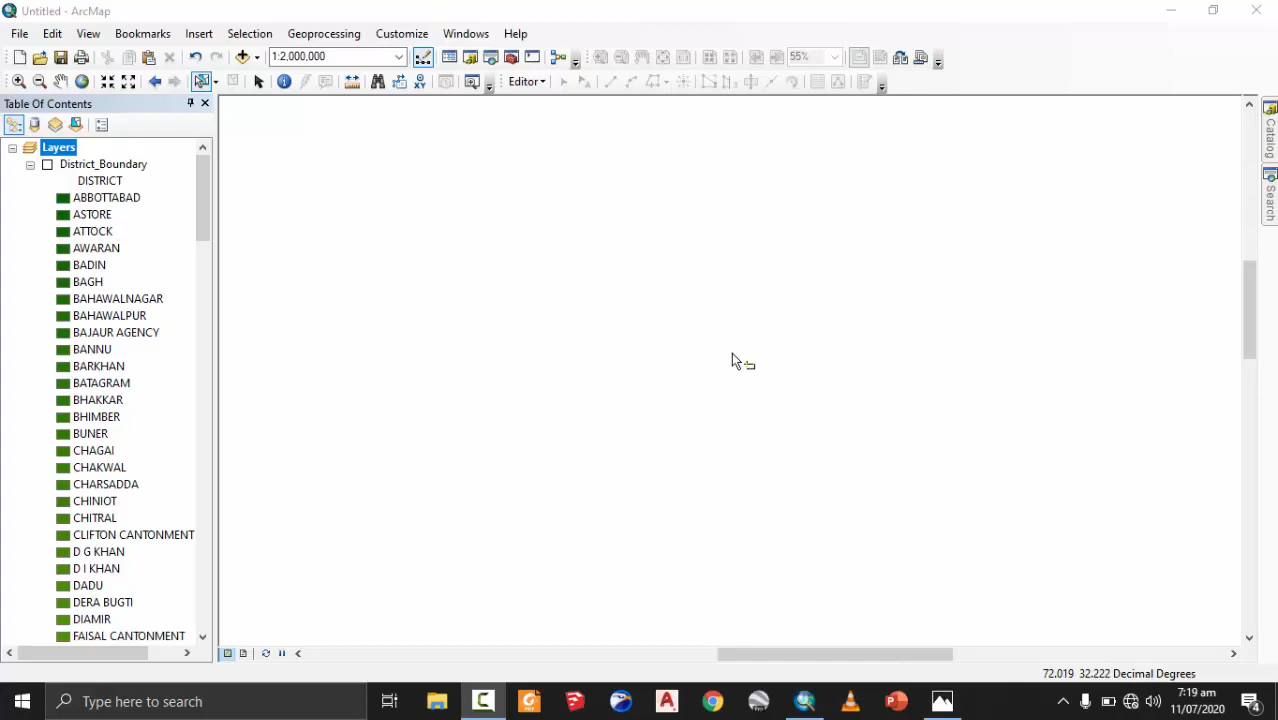 Untitled - ArcMap
File Edit View Bookmarks Insert Selection Geoprocessing Customize Windows Help
1:2,000,000 55%
Editor
Table Of Contents
Layers
District_Boundary
DISTRICT
ABBOTTABAD
ASTORE
ATTOCK
AWARAN
BADIN
BAGH
BAHAWALNAGAR
BAHAWALPUR
BAJAUR AGENCY
BANNU
BARKHAN
BATAGRAM
BHAKKAR
BHIMBER
BUNER
CHAGAI
CHAKWAL
CHARSADDA
CHINIOT
CHITRAL
CLIFTON CANTONMENT
D G KHAN
D I KHAN
DADU
DERA BUGTI
DIAMIR
FAISAL CANTONMENT
Catalog
Search
72.019 32.222 Decimal Degrees
Type here to search
7:19 am
11/07/2020
4